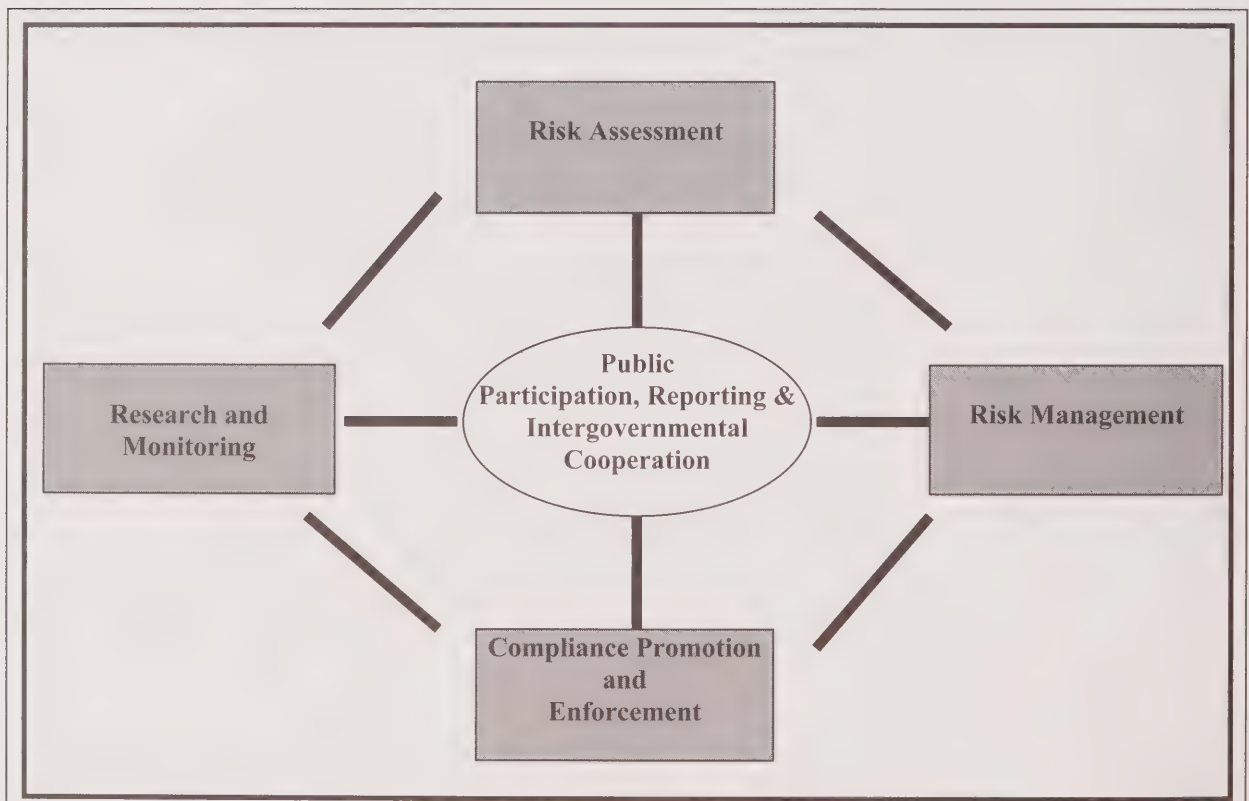 Risk Assessment
Research and
Monitoring
Public
Participation, Reporting &
Intergovernmental
Cooperation
Risk Management
Compliance Promotion
and
Enforcement